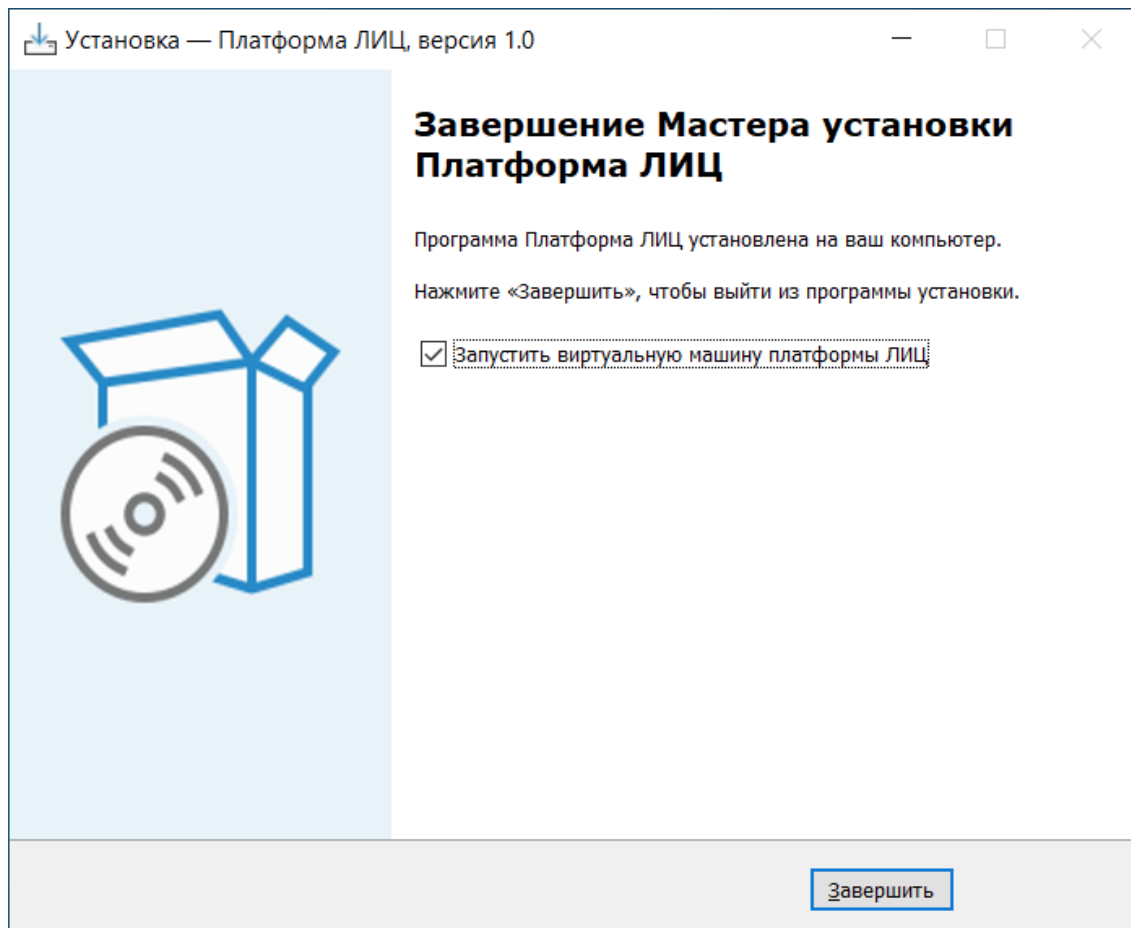 Установка — Платформа ЛИЦ, версия 1.0
Завершение Мастера установки
Платформа ЛИЦ
Программа Платформа ЛИЦ установлена на ваш компьютер.
Нажмите «Завершить», чтобы выйти из программы установки.
Запустить виртуальную машину платформы ЛИЦ
Завершить